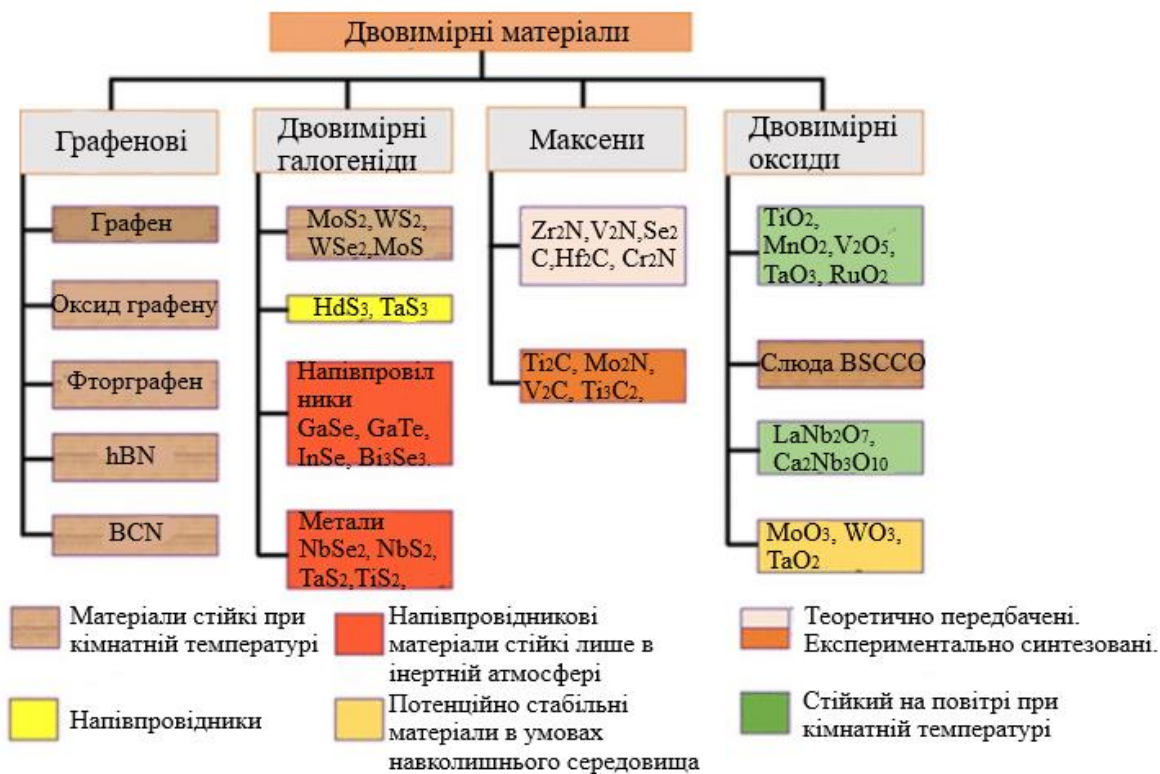 Двовимірні матеріали
Графенові
Графен
Оксид графену
Фторграфен
hBN
BCN
Двовимірні
галогеніди
MoS2,WS2,
WSe2,MoS
HdS3, TaS3
Напівпровіл
ники
GaSe, GaTe,
InSe, Bi3Se3.
Метали
NbSe2, NbS2,
TaS2,TiS2,
Максени
Zr2N,V2N,Se2
C,Hf2C, Cr2N
Ti2C, Mo2N,
V2C, Ti3C2,
Двовимірні
оксиди
TiO2,
MnO2,V2O5,
TaO3, RuO2
Слюда BSCCO
LaNb2O7,
Ca2Nb3O10
MoO3, WO3,
TaO2
Матеріали стійкі при
кімнатній температурі
Напівпровідники
Напівпровідникові
матеріали стійкі лише в
інертній атмосфері
Потенційно стабільні
матеріали в умовах
навколишнього середовища
Теоретично передбачені.
Експериментально синтезовані.
Стійкий на повітрі при
кімнатній температурі